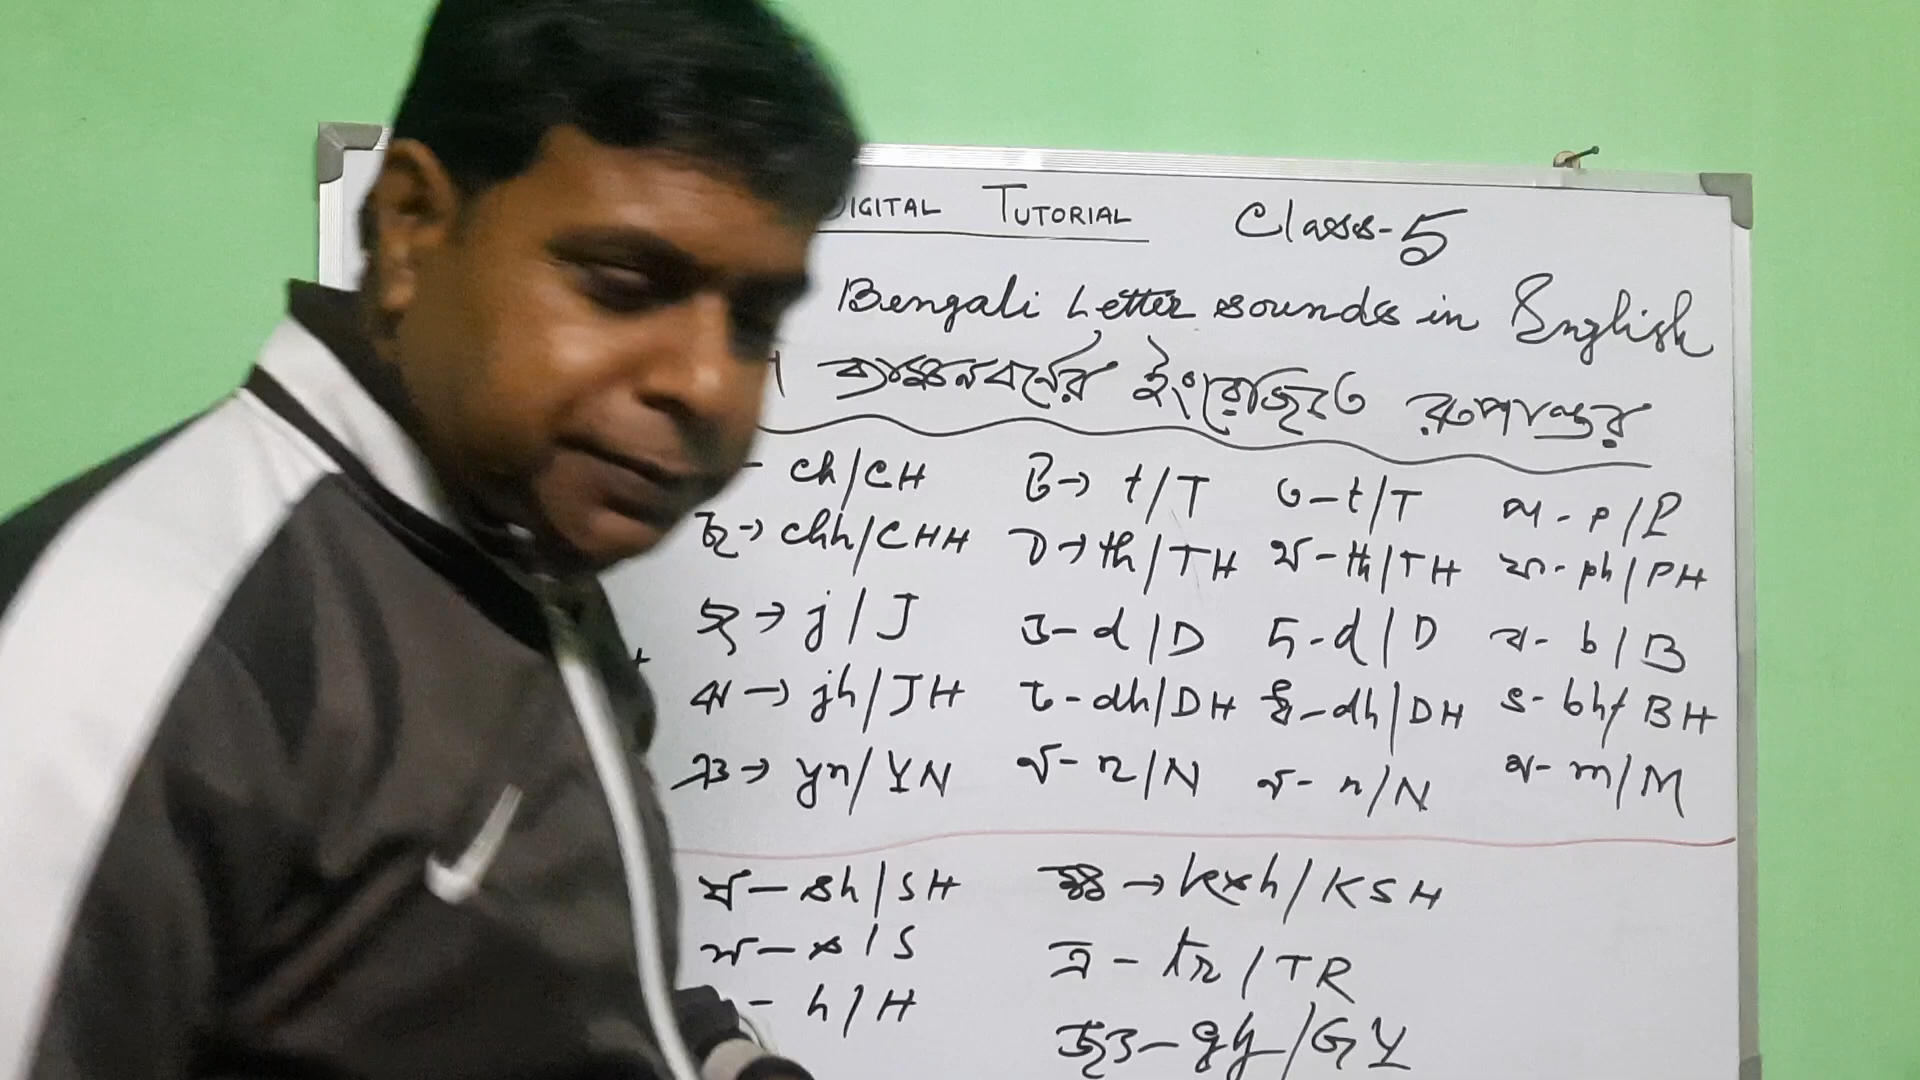 DIGITAL TUTORIAL Class-5
Bengali Letter sounds in English
ব্যঞ্জনবর্ণের ইংরেজিতে রূপান্তর
- ch/CH ট→ t/T ত-t/T প-p/P
ছ→ chh/CHH ঠ→th/TH থ-th/TH ফ-ph/PH
জ→ j/J ড-d/D দ-d/D ব-b/B
ঝ→ jh/JH ঢ-dh/DH ধ-dh/DH ভ-bh/BH
ঞ→ yn/YN ণ-n/N ন-n/N ম-m/M
ষ-sh/SH ক্ষ→ksh/KSH
স-s/S ত্র-tr/TR
- h/H জ্ঞ-gy/GY